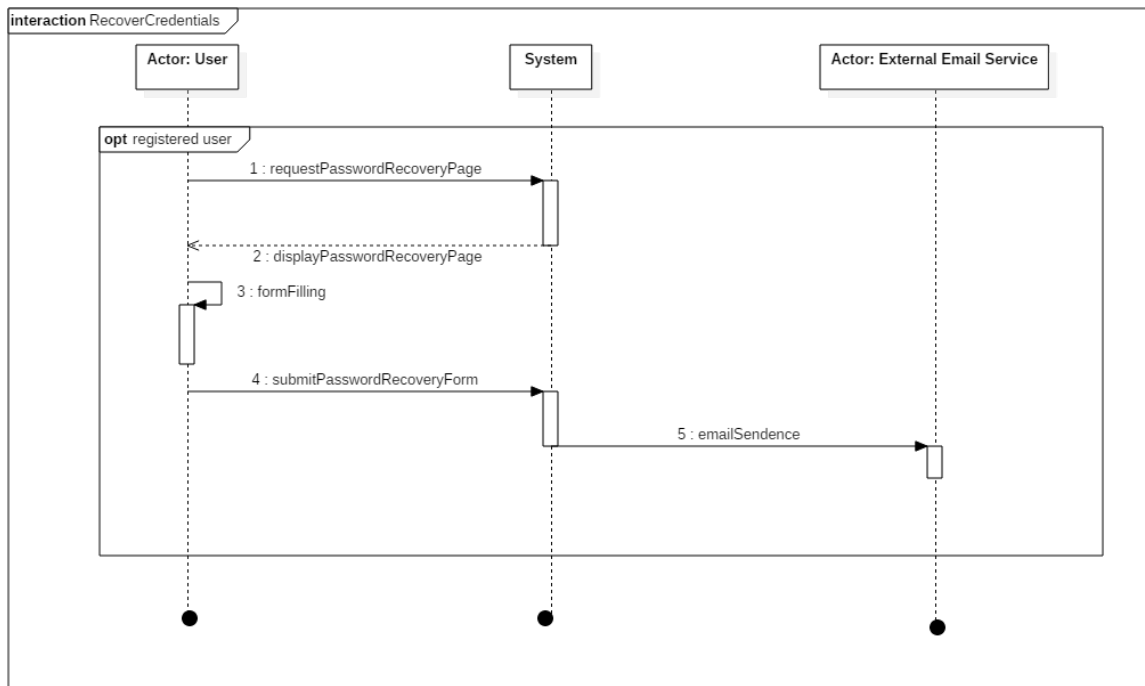 interaction RecoverCredentials
Actor: User
System
Actor: External Email Service
opt registered user
1 : requestPasswordRecoveryPage
2 : displayPasswordRecoveryPage
3 : formFilling
4 : submitPasswordRecoveryForm
5 : emailSendence